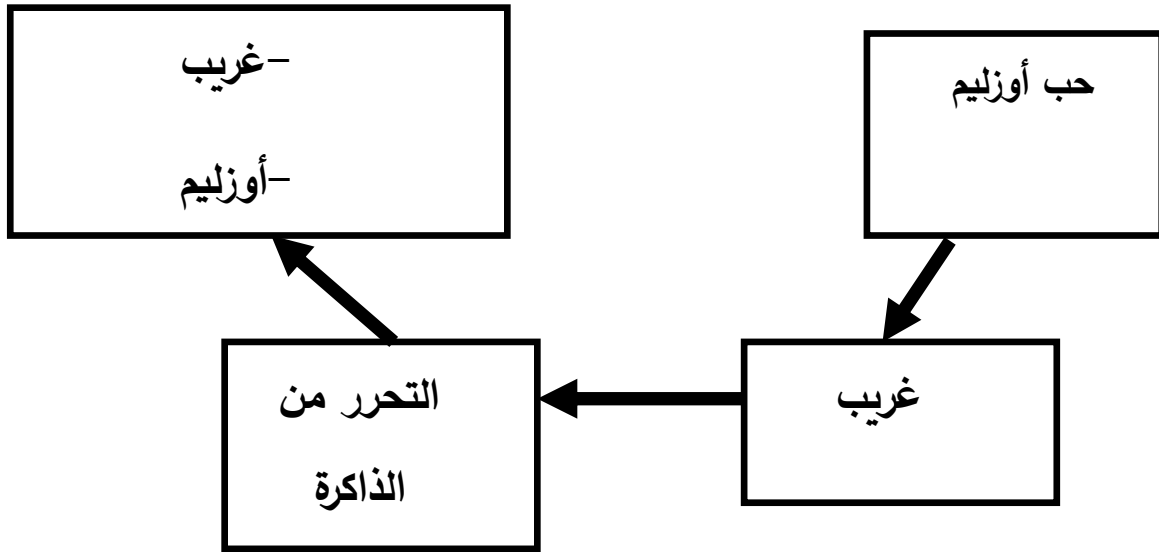 حب أوزليم
-غريب
-أوزليم
غريب
التحرر من
الذاكرة